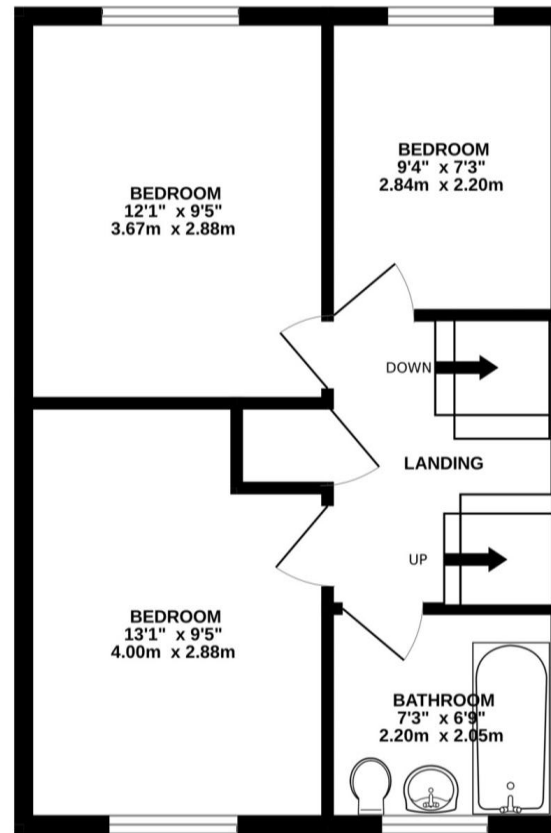 BEDROOM
12'1" x 9'5"
3.67m x 2.88m
BEDROOM
9'4" x 7'3"
2.84m x 2.20m
DOWN
LANDING
UP
BEDROOM
13'1" x 9'5"
4.00m x 2.88m
BATHROOM
7'3" x 6'9"
2.20m x 2.05m